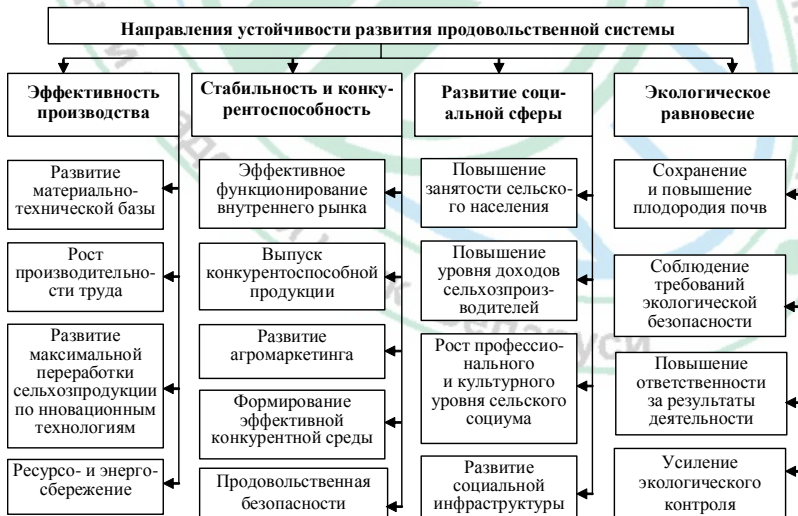 Направления устойчивости развития продовольственной системы
Эффективность
производства
Развитие
материально-
технической базы
Рост
производительно-
сти труда
Развитие
максимальной
переработки
сельхозпродукции
по нновационным
технологиям
Ресурсо- и энерго-
сбережение
Стабильность и конку-
рентоспособность
Эффективное
функционирование
внутреннего рынка
Выпуск
конкурентоспособной
продукции
Развитие
агромаркетинга
Формирование
эффективной
конкурентной среды
Продовольственная
безопасности
Развитие соци-
альной сферы
Повышение
занятости сельско-
го населения
Повышение
уровня доходов
сельхозпроиз-
водителей
Рост профессио-
нального
и культурного
уровня сельского
социума
Развитие
социальной
инфраструктуры
Экологическое
равновесие
Сохранение
и повышение
плодородия почв
Соблюдение
требований
экологической
безопасности
Повышение
ответственности
за результаты
деятельности
Усиление
экологического
контроля